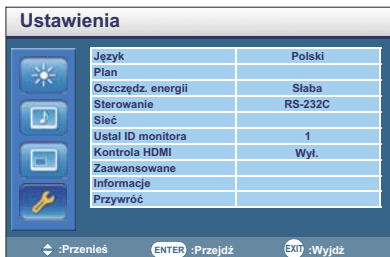 Ustawienia
Język Polski
Plan
Oszczędz. energii Słaba
Sterowanie RS-232C
Sieć
Ustal ID monitora 1
Kontrola HDMI Wył.
Zaawansowane
Informacje
Przywróć
:Przenieś ENTER :Przejdź EXIT :Wyjdż